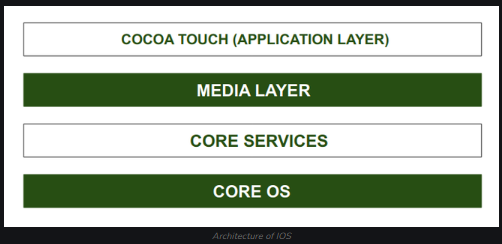 COCOA TOUCH (APPLICATION LAYER)
MEDIA LAYER
CORE SERVICES
CORE OS
Architecture of IOS